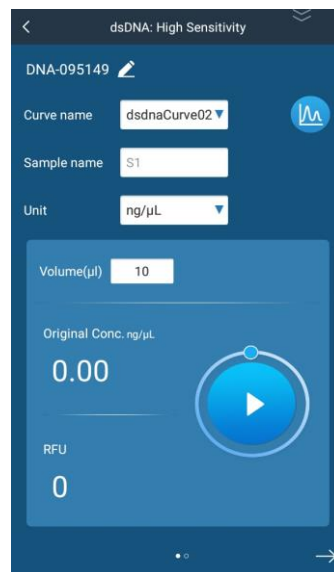 dsDNA: High Sensitivity
DNA-095149
Curve name dsdnaCurve02
Sample name S1
Unit ng/μL
Volume(μl) 10
Original Conc. ng/μL
0.00
RFU
0